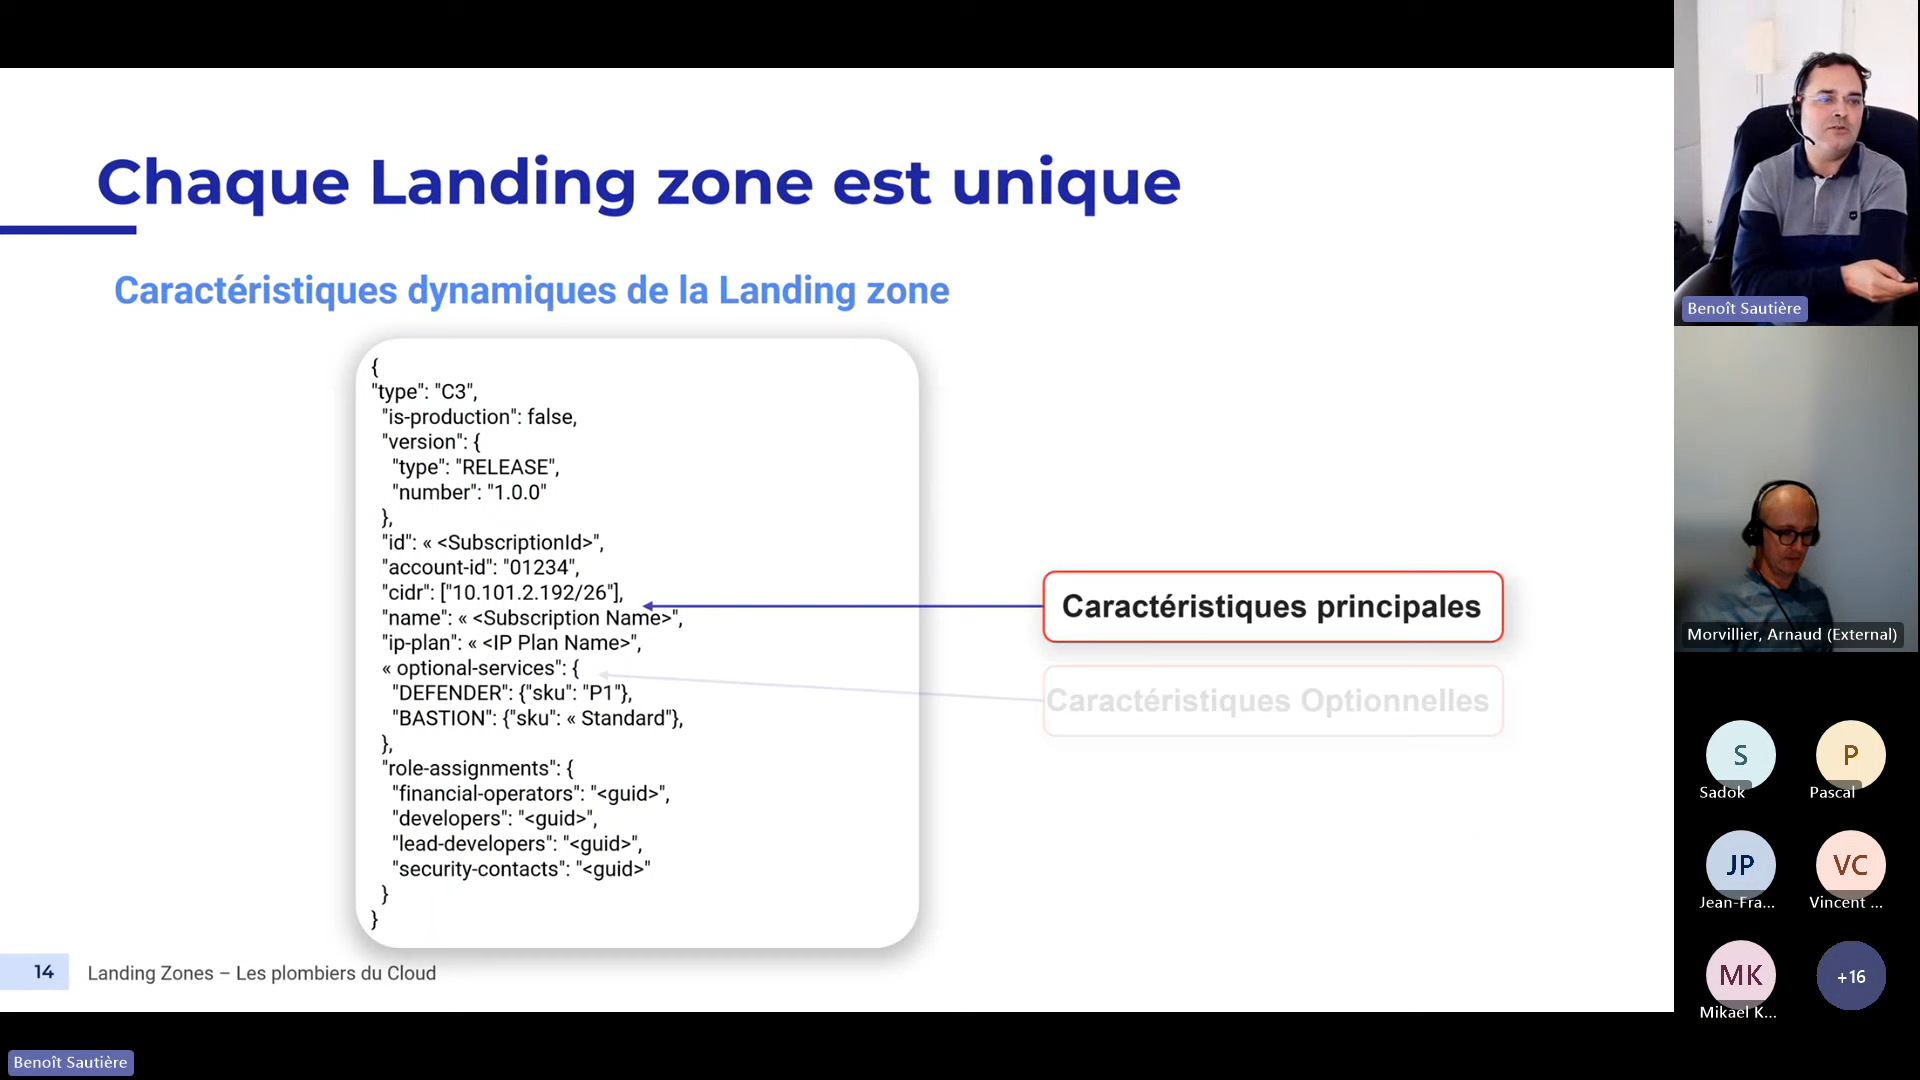 Chaque Landing zone est unique
Caractéristiques dynamiques de la Landing zone
{
"type": "C3",
"is-production": false,
"version": {
"type": "RELEASE",
"number": "1.0.0"
},
"id": « <SubscriptionId>",
"account-id": "01234",
"cidr": ["10.101.2.192/26"],
"name": « <Subscription Name>",
"ip-plan": « <IP Plan Name>",
« optional-services": {
"DEFENDER": {"sku": "P1"},
"BASTION": {"sku": « Standard"},
},
"role-assignments": {
"financial-operators": "<guid>",
"developers": "<guid>",
"lead-developers": "<guid>",
"security-contacts": "<guid>"
}
}
Caractéristiques principales
Caractéristiques Optionnelles
14 Landing Zones – Les plombiers du Cloud
Benoît Sautière
Benoît Sautière
Morvillier, Arnaud (External)
S
Sadok
P
Pascal
JP
Jean-Fra...
VC
Vincent ...
MK
Mikael K...
+16